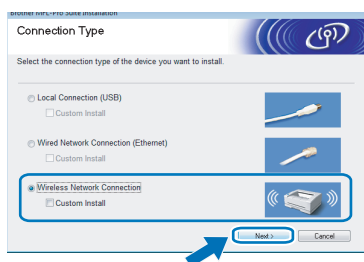 Brother MFL-Pro Suite Installation
Connection Type
Select the connection type of the device you want to install.
Local Connection (USB)
Custom Install
Wired Network Connection (Ethernet)
Custom Install
Wireless Network Connection
Custom Install
Next >
Cancel